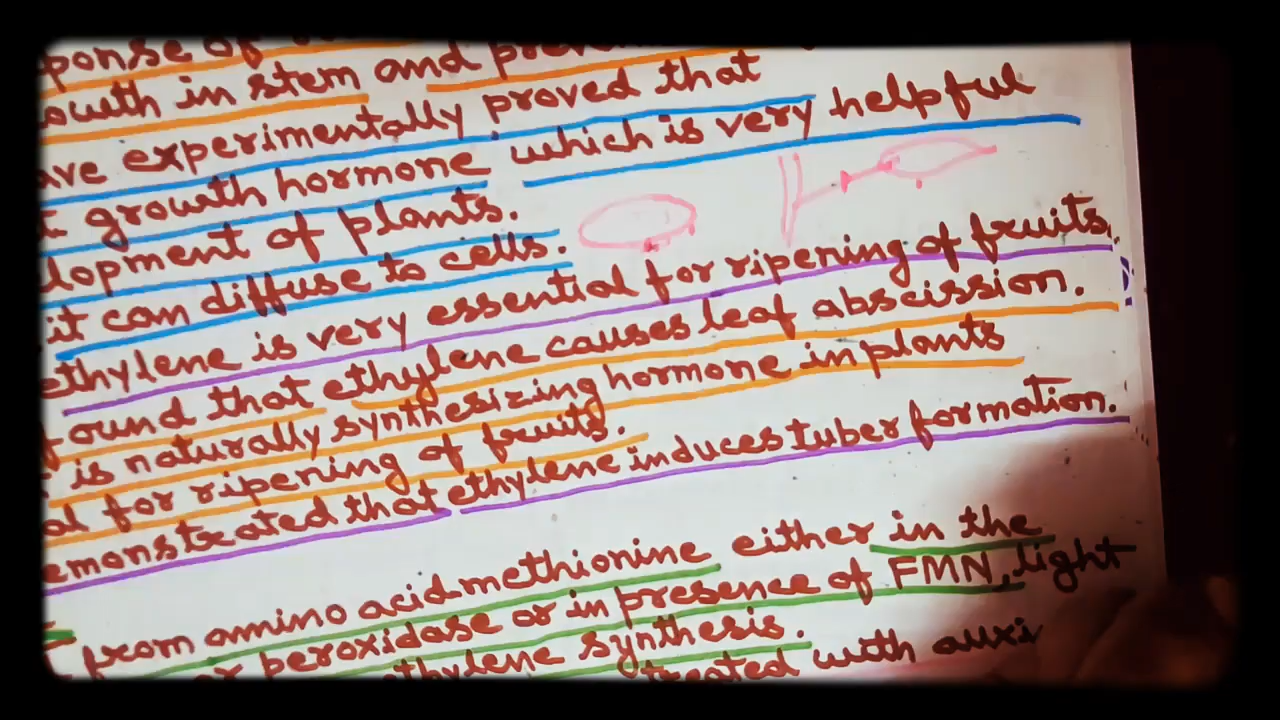 ponse of
owth in stem and
ave experimentally proved that
t growth hormone which is very helpful
lopment of plants.
it can diffuse to cells.
ethylene is very essential for ripening of fruits.
found that ethylene causes leaf abscission.
is naturally synthesizing hormone in plants
al for ripening of fruits.
emonstrated that ethylene induces tuber formation.
from amino acid methionine either in the
or peroxidase or in presence of FMN, light
ethylene synthesis.
treated with auxi